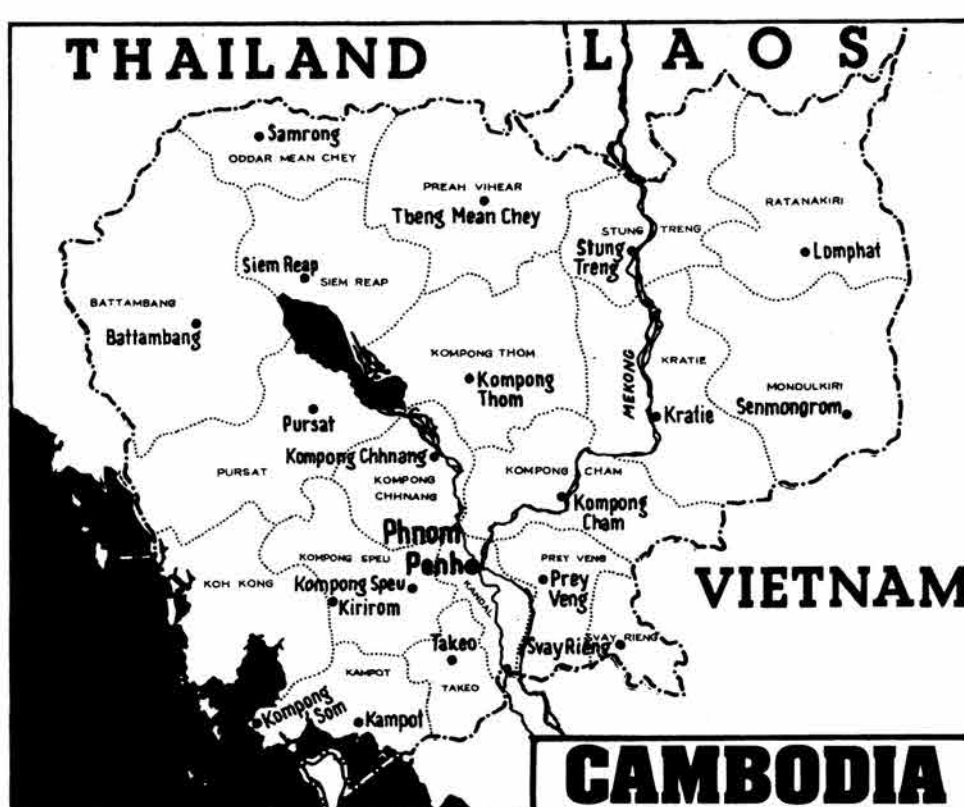 THAILAND
LAOS
Samrong
ODDAR MEAN CHEY
PREAH VIHEAR
Tbeng Mean Chey
RATANAKIRI
STUNG TRENG
Stung
Treng
Lomphat
Siem Reap
SIEM REAP
BATTAMBANG
Battambang
KOMPONG THOM
Kompong
Thom
MEKONG
KRATIE
Kratie
MONDULKIRI
Senmongrom
Pursat
PURSAT
Kompong Chhnang
KOMPONG
CHHNANG
KOMPONG CHAM
Kompong
Cham
Phnom
Penh
KOMPONG SPEU
Kompong Speu
Kirirom
KOH KONG
KANDAL
PREY VENG
Prey
Veng
VIETNAM
Takeo
TAKEO
Svay Rieng
SVAY RIENG
KAMPOT
Kompong
Som
Kampot
CAMBODIA